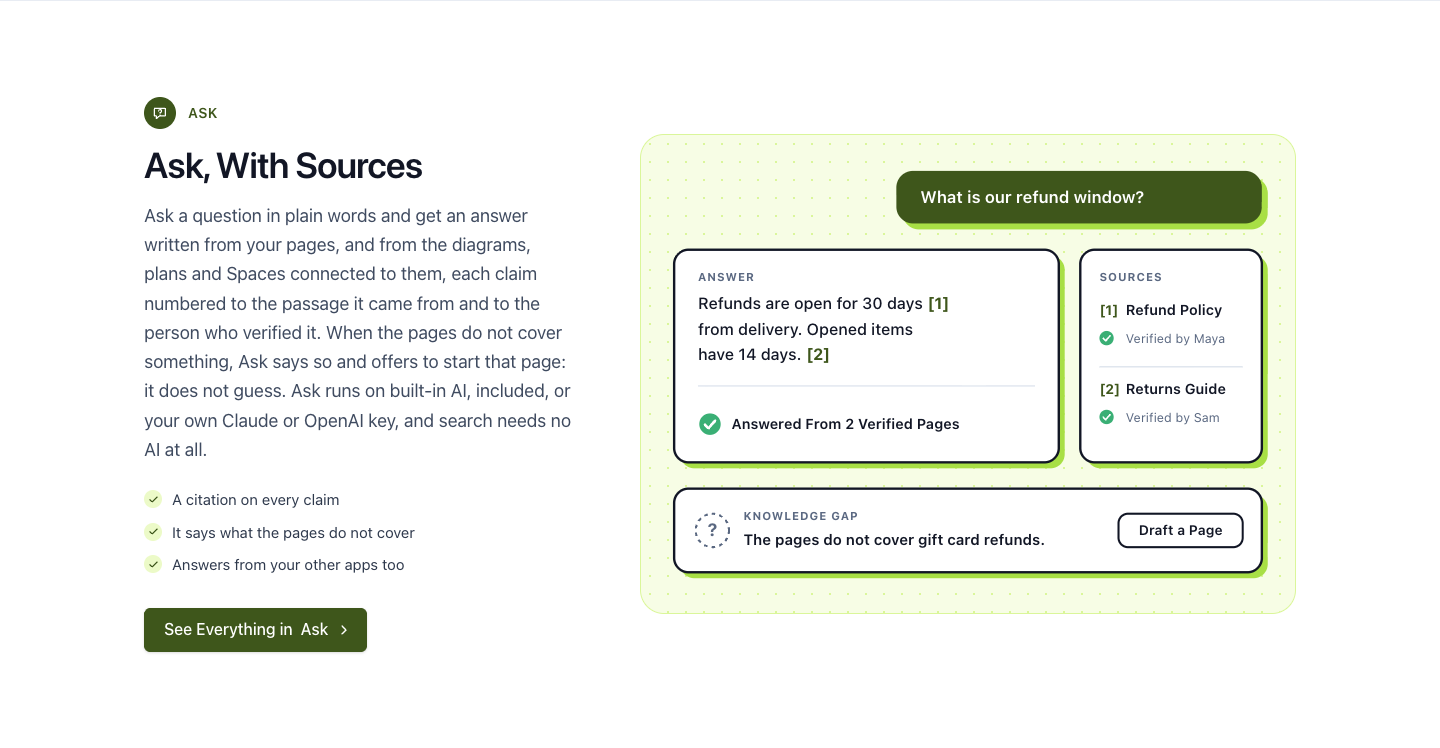 ASK
Ask, With Sources
Ask a question in plain words and get an answer
written from your pages, and from the diagrams,
plans and Spaces connected to them, each claim
numbered to the passage it came from and to the
person who verified it. When the pages do not cover
something, Ask says so and offers to start that page:
it does not guess. Ask runs on built-in AI, included, or
your own Claude or OpenAI key, and search needs no
AI at all.
A citation on every claim
It says what the pages do not cover
Answers from your other apps too
See Everything in Ask
What is our refund window?
ANSWER
Refunds are open for 30 days [1]
from delivery. Opened items
have 14 days. [2]
Answered From 2 Verified Pages
SOURCES
[1] Refund Policy
Verified by Maya
[2] Returns Guide
Verified by Sam
?
KNOWLEDGE GAP
The pages do not cover gift card refunds.
Draft a Page